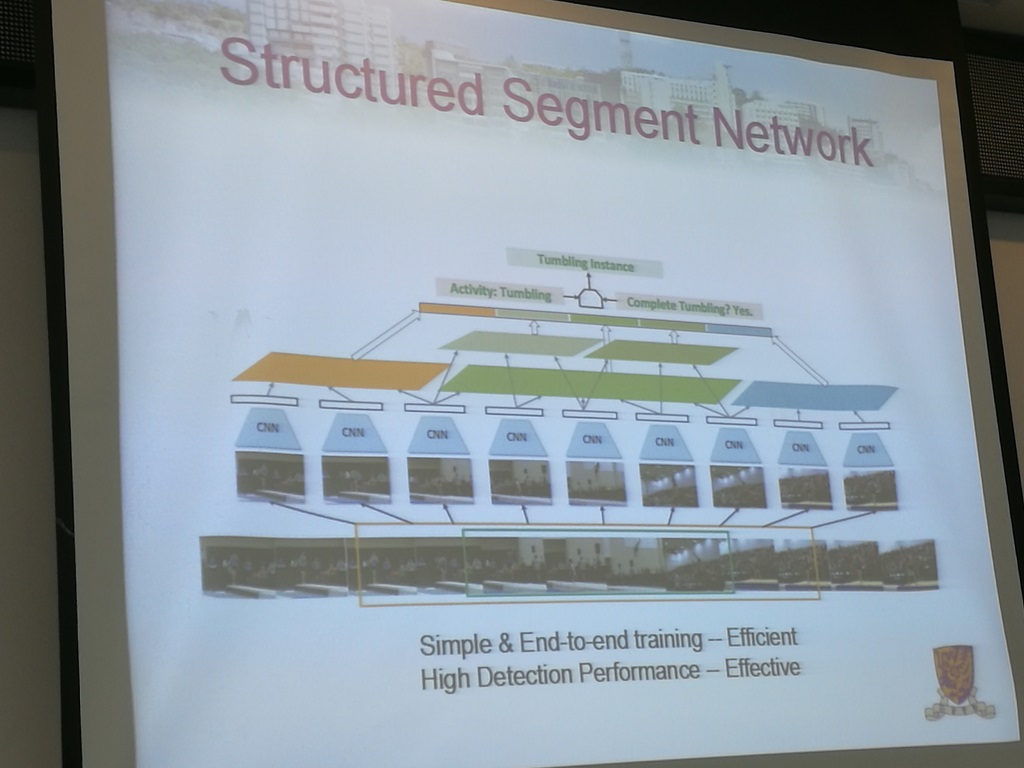 Structured Segment Network
Tumbling Instance
Activity: Tumbling
Complete Tumbling? Yes.
CNN CNN CNN CNN CNN CNN CNN CNN CNN
Simple & End-to-end training – Efficient
High Detection Performance – Effective